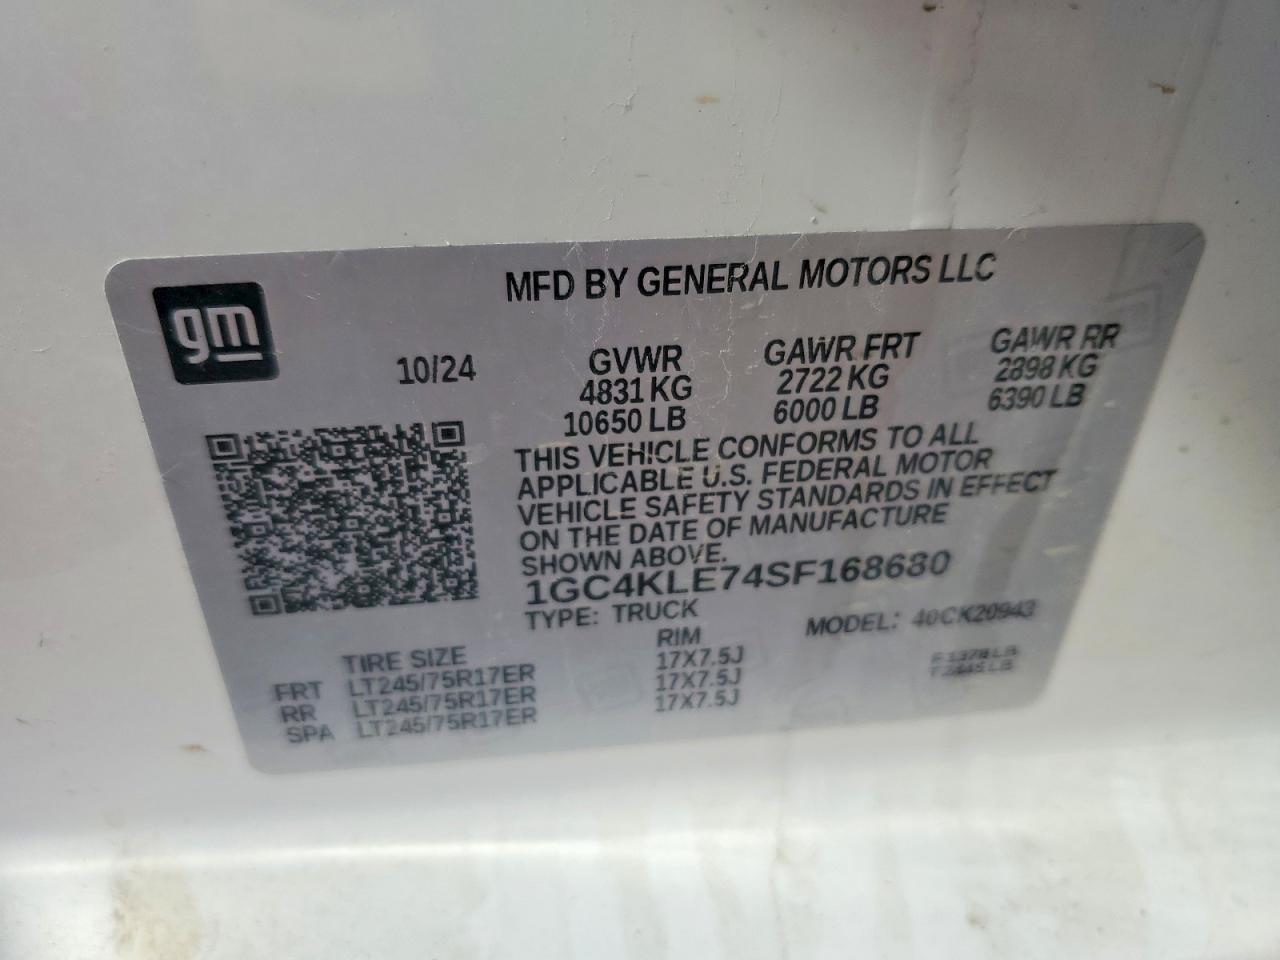 gm
MFD BY GENERAL MOTORS LLC
10/24
GVWR GAWR FRT GAWR RR
4831 KG 2722 KG 2898 KG
10650 LB 6000 LB 6390 LB
THIS VEHICLE CONFORMS TO ALL
APPLICABLE U.S. FEDERAL MOTOR
VEHICLE SAFETY STANDARDS IN EFFECT
ON THE DATE OF MANUFACTURE
SHOWN ABOVE.
1GC4KLE74SF168680
TYPE: TRUCK MODEL: 40CK20943
TIRE SIZE RIM
FRT LT245/75R17ER 17X7.5J
RR LT245/75R17ER 17X7.5J
SPA LT245/75R17ER 17X7.5J